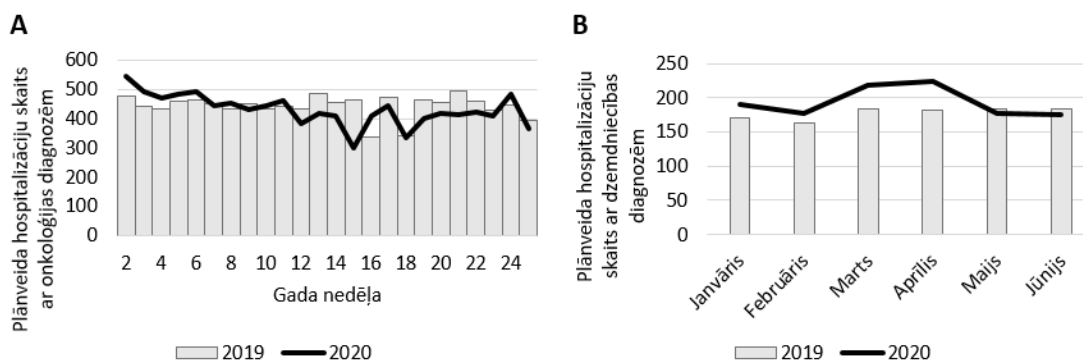 A
Plānveida hospitalizāciju skaits
ar onkoloģijas diagnozēm
600
500
400
300
200
100
0
2 4 6 8 10 12 14 16 18 20 22 24
Gada nedēļa
2019 2020
B
Plānveida hospitalizāciju
skaits ar dzemdniecības
diagnozēm
250
200
150
100
50
0
Janvāris Februāris Marts Aprīlis Maijs Jūnijs
2019 2020